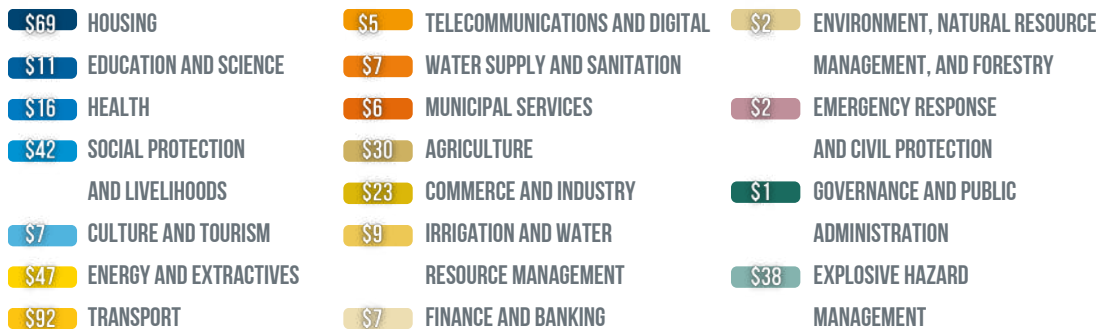 $69 HOUSING
$11 EDUCATION AND SCIENCE
$16 HEALTH
$42 SOCIAL PROTECTION
AND LIVELIHOODS
$7 CULTURE AND TOURISM
$47 ENERGY AND EXTRACTIVES
$92 TRANSPORT
$5 TELECOMMUNICATIONS AND DIGITAL
$7 WATER SUPPLY AND SANITATION
$6 MUNICIPAL SERVICES
$30 AGRICULTURE
$23 COMMERCE AND INDUSTRY
$9 IRRIGATION AND WATER
RESOURCE MANAGEMENT
$7 FINANCE AND BANKING
$2 ENVIRONMENT, NATURAL RESOURCE
MANAGEMENT, AND FORESTRY
$2 EMERGENCY RESPONSE
AND CIVIL PROTECTION
$1 GOVERNANCE AND PUBLIC
ADMINISTRATION
$38 EXPLOSIVE HAZARD
MANAGEMENT